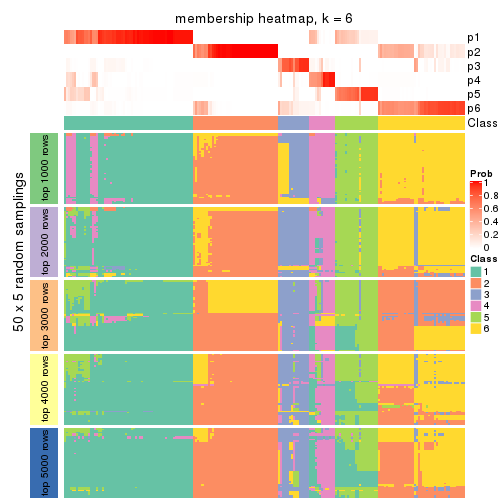 membership heatmap, k = 6
p1
p2
p3
p4
p5
p6
Class
50 x 5 random samplings
top 1000 rows
top 2000 rows
top 3000 rows
top 4000 rows
top 5000 rows
Prob
1
0.8
0.6
0.4
0.2
0
Class
1
2
3
4
5
6